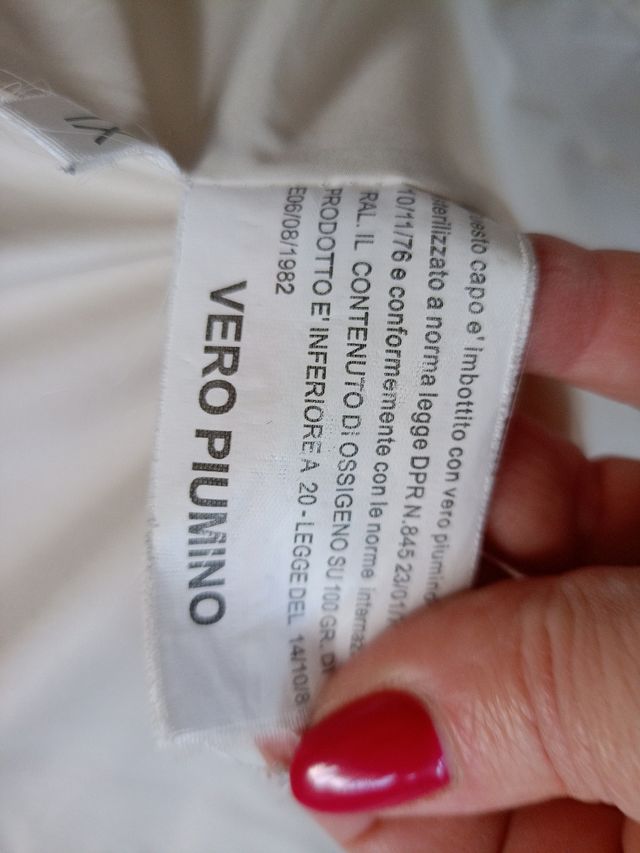 uesto capo e' imbottito con vero piumino
sterilizzato a norma legge DPR N.845 23/01/
10/11/76 e conformemente con le norme internaz
RAL. IL CONTENUTO DI OSSIGENO SU 100 GR. DI
PRODOTTO E' INFERIORE A 20 - LEGGE DEL 14/10/8
E06/08/1982
VERO PIUMINO